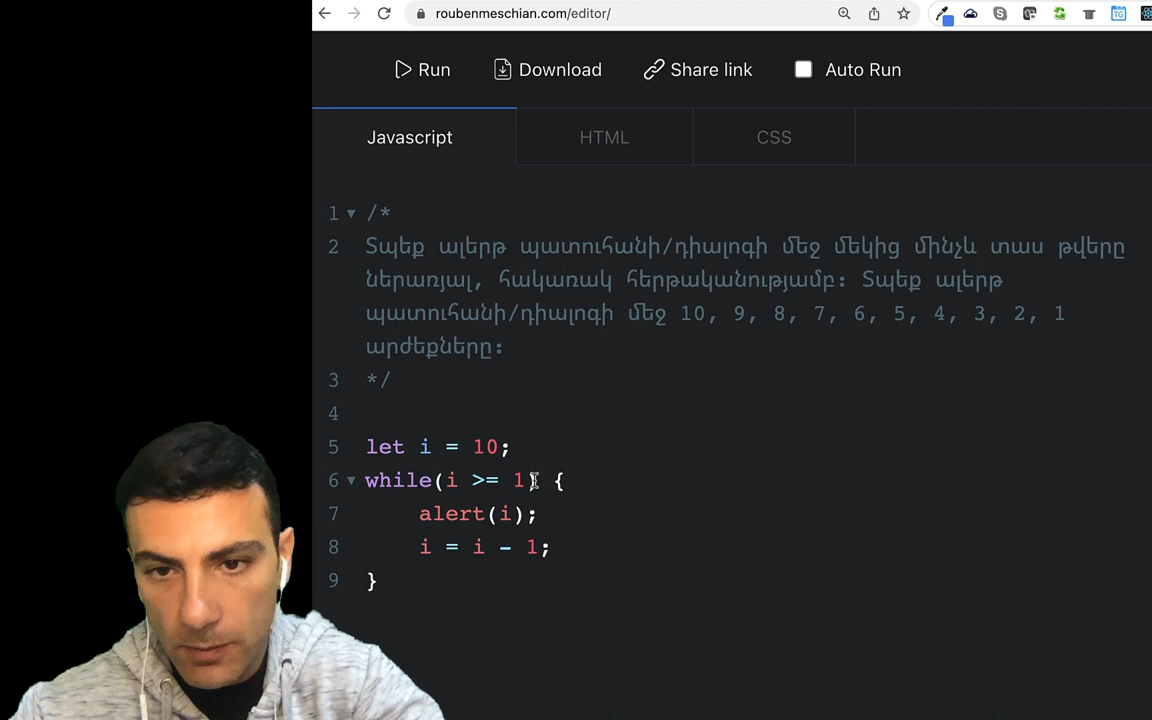 roubenmeschian.com/editor/
Run Download Share link Auto Run
Javascript HTML CSS
1 /*
2 Տպեք ալերթ պատուհանի/դիալոգի մեջ մեկից մինչև տաս թվերը
ներառյալ, հակառակ հերթականությամբ: Տպեք ալերթ
պատուհանի/դիալոգի մեջ 10, 9, 8, 7, 6, 5, 4, 3, 2, 1
արժեքները:
3 */
4
5 let i = 10;
6 while(i >= 1) {
7 alert(i);
8 i = i - 1;
9 }